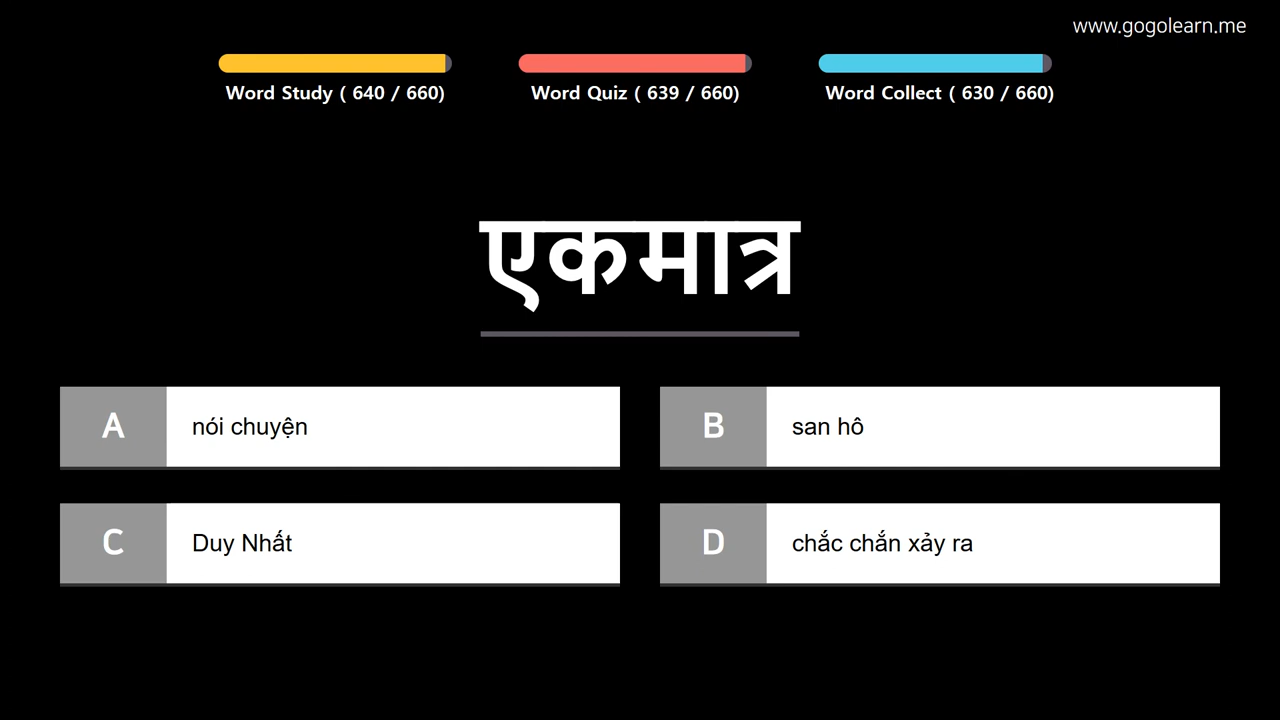 www.gogolearn.me
Word Study ( 640 / 660)
Word Quiz ( 639 / 660)
Word Collect ( 630 / 660)
एकमात्र
A
nói chuyện
B
san hô
C
Duy Nhất
D
chắc chắn xảy ra